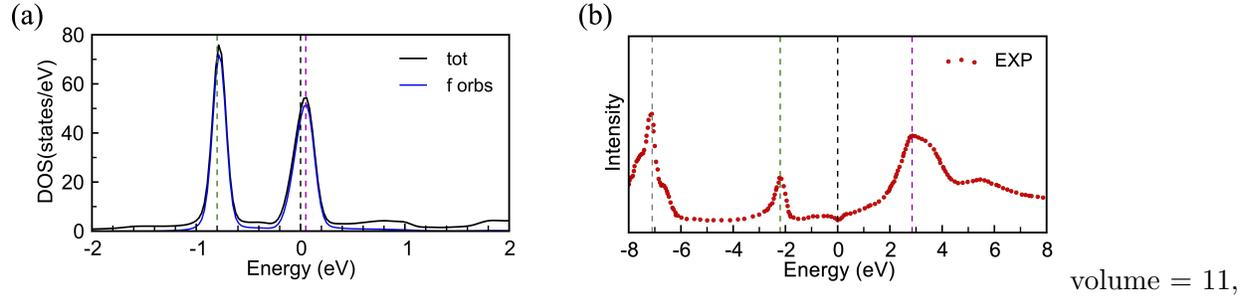 (a)
80
60
40
20
0
DOS(states/eV)
tot
f orbs
-2 -1 0 1 2
Energy (eV)
(b)
Intensity
EXP
-8 -6 -4 -2 0 2 4 6 8
Energy (eV)
volume = 11,